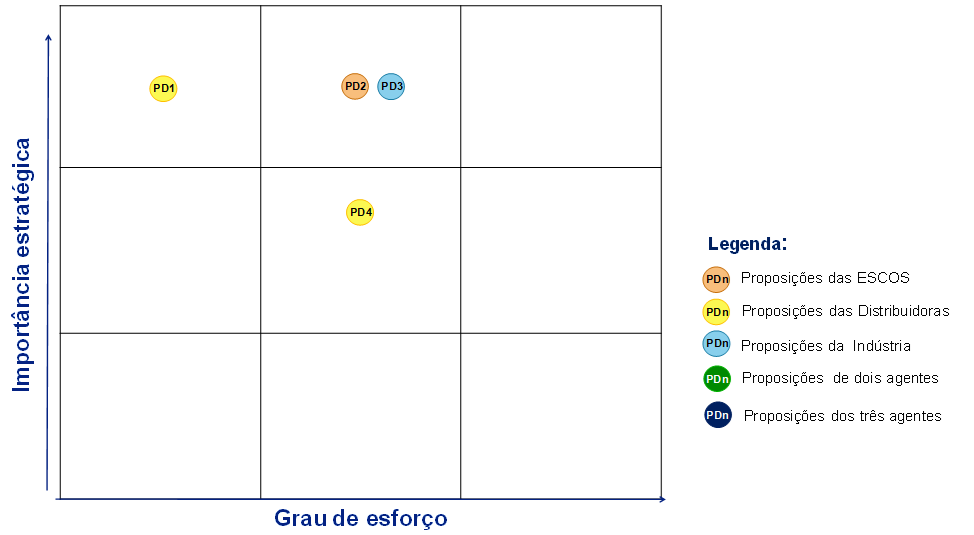 Importância estratégica
PD1
PD2
PD3
PD4
Grau de esforço
Legenda:
PDn Proposições das ESCOS
PDn Proposições das Distribuidoras
PDn Proposições da Indústria
PDn Proposições de dois agentes
PDn Proposições dos três agentes